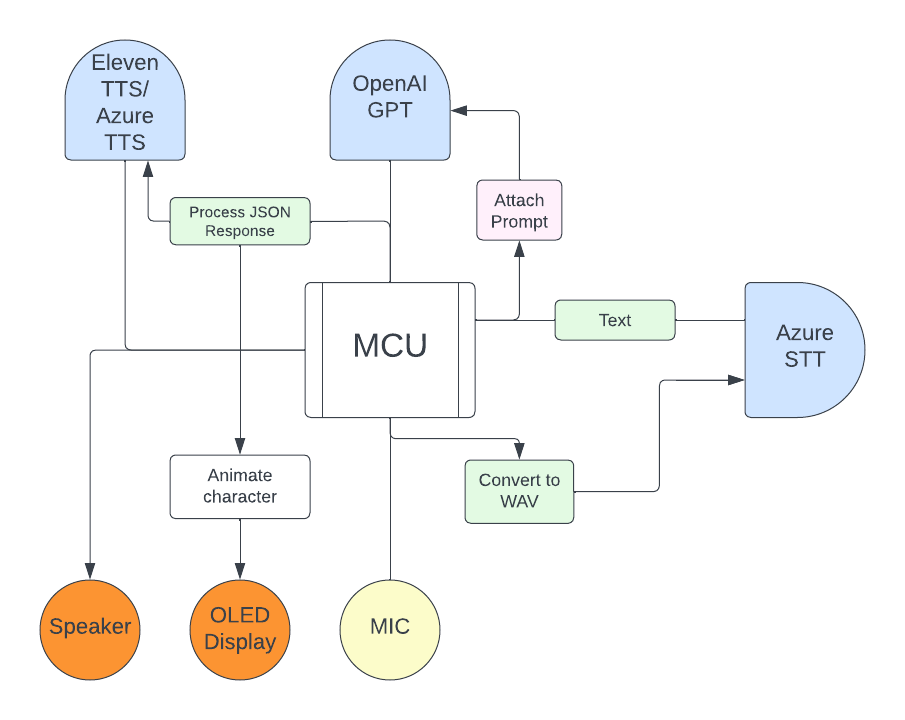 Eleven
TTS/
Azure
TTS
OpenAI
GPT
Process JSON
Response
Attach
Prompt
MCU
Text
Azure
STT
Animate
character
Convert to
WAV
Speaker
OLED
Display
MIC